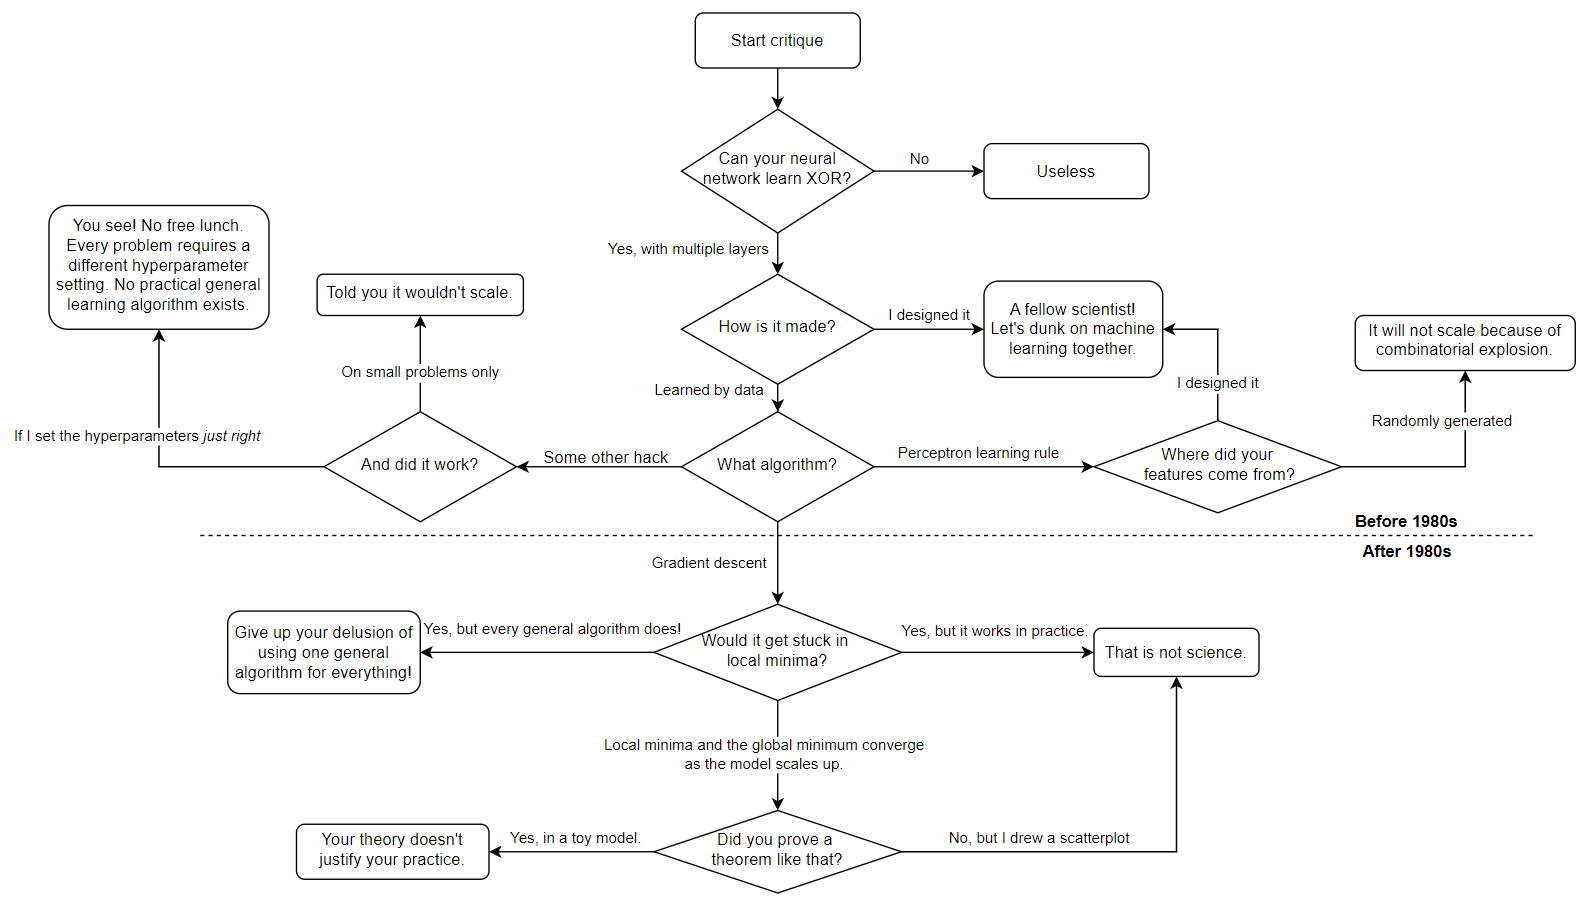 Start critique
Can your neural
network learn XOR?
No
Useless
Yes, with multiple layers
You see! No free lunch.
Every problem requires a
different hyperparameter
setting. No practical general
learning algorithm exists.
Told you it wouldn't scale.
How is it made?
I designed it
A fellow scientist!
Let's dunk on machine
learning together.
It will not scale because of
combinatorial explosion.
On small problems only
Learned by data
I designed it
Randomly generated
If I set the hyperparameters just right
And did it work?
Some other hack
What algorithm?
Perceptron learning rule
Where did your
features come from?
Before 1980s
After 1980s
Gradient descent
Give up your delusion of
using one general
algorithm for everything!
Yes, but every general algorithm does!
Would it get stuck in
local minima?
Yes, but it works in practice.
That is not science.
Local minima and the global minimum converge
as the model scales up.
Your theory doesn't
justify your practice.
Yes, in a toy model.
Did you prove a
theorem like that?
No, but I drew a scatterplot